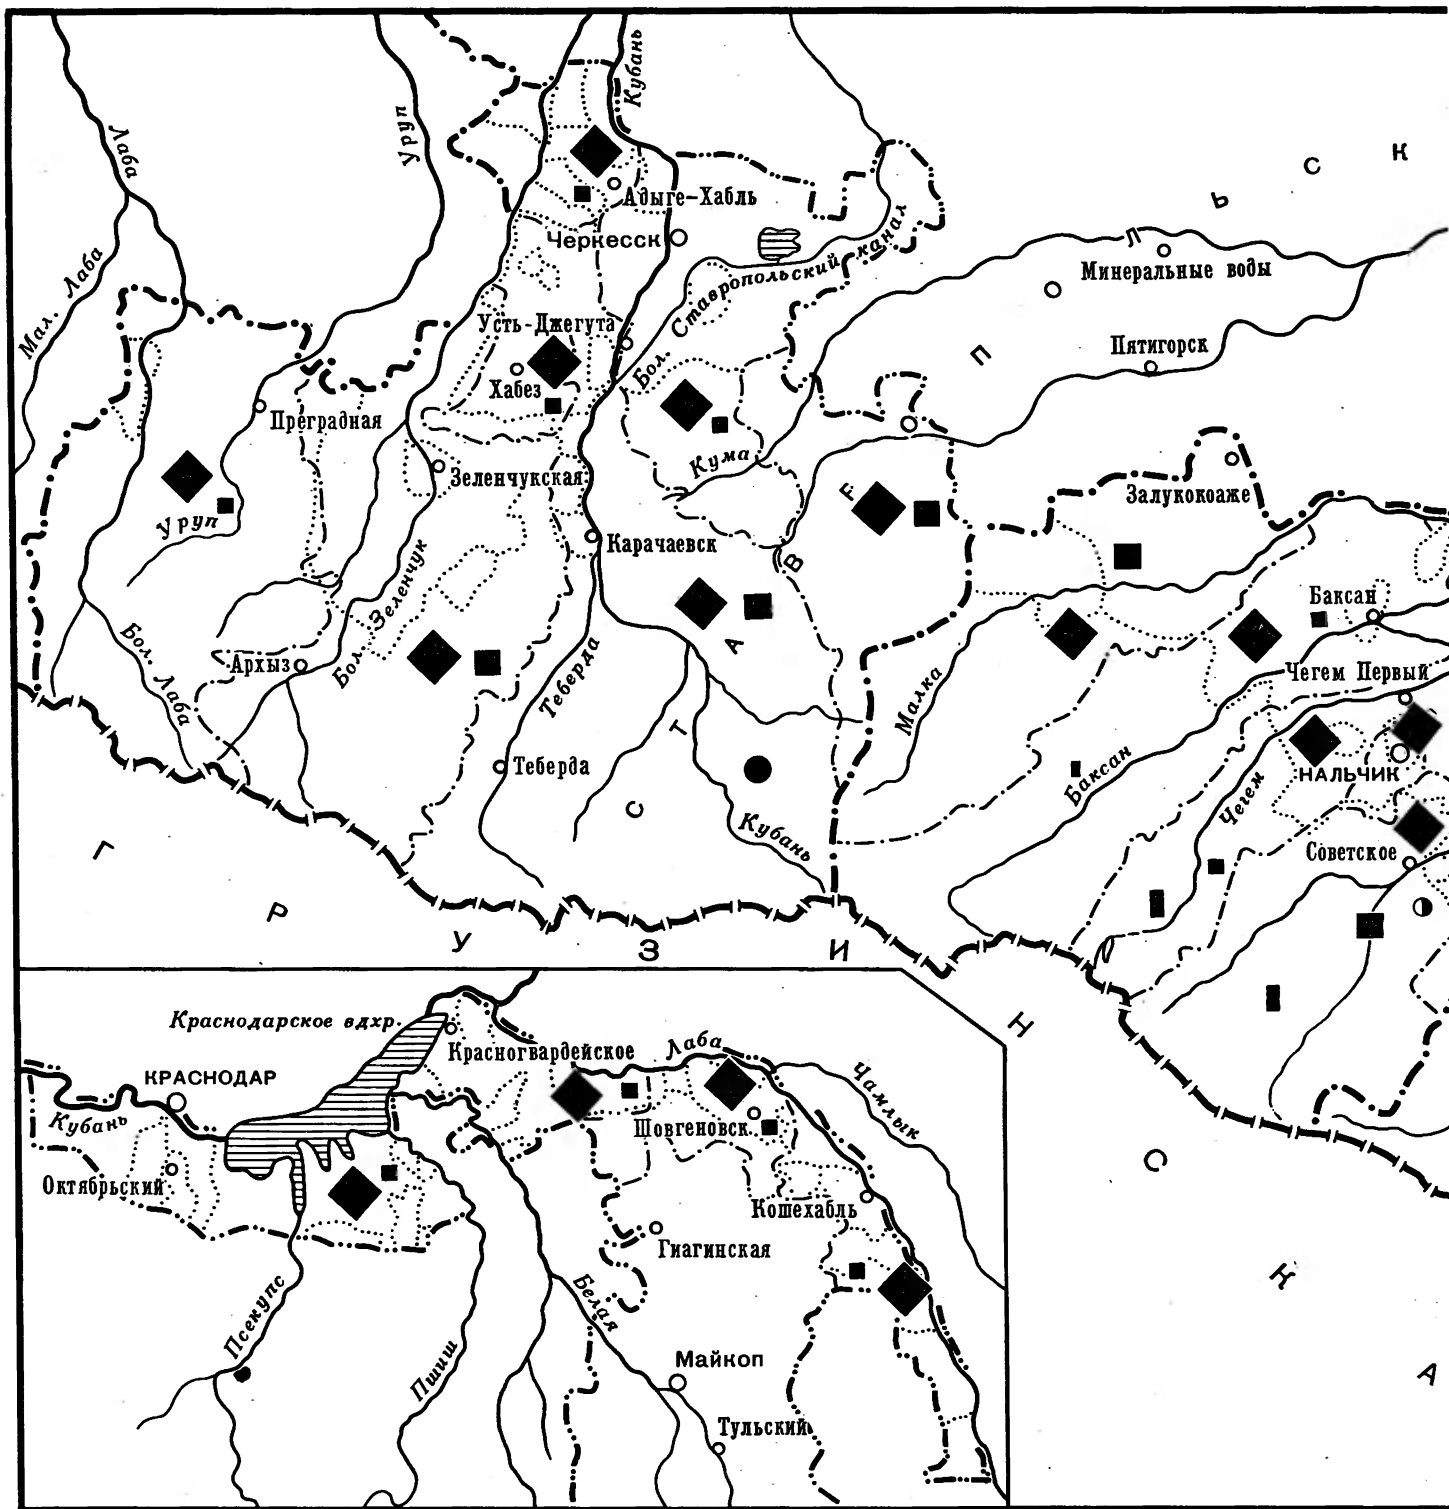 Кубань
Лаба
Уруп
Адыге-Хабль
Черкесск
Мал. Лаба
Бол. Ставропольский канал
Минеральные воды
Усть-Джегута
Пятигорск
Хабез
Преградная
Кума
Зеленчукская
Залукокоаже
Уруп
Карачаевск
Бол. Зеленчук
Баксан
Архыз
Чегем Первый
Бол. Лаба
Теберда
Малка
Баксан
Чегем
НАЛЬЧИК
Теберда
Кубань
Советское
С Т А В Р П О Л Ь С К
Г Р У З И Н С К А
Краснодарское вдхр.
Красногвардейское
Лаба
КРАСНОДАР
Кубань
Чамлык
Шовгеновск.
Октябрьский
Кошехабль
Гиагинская
Псекупс
Белая
Пшиш
Майкоп
Тульский